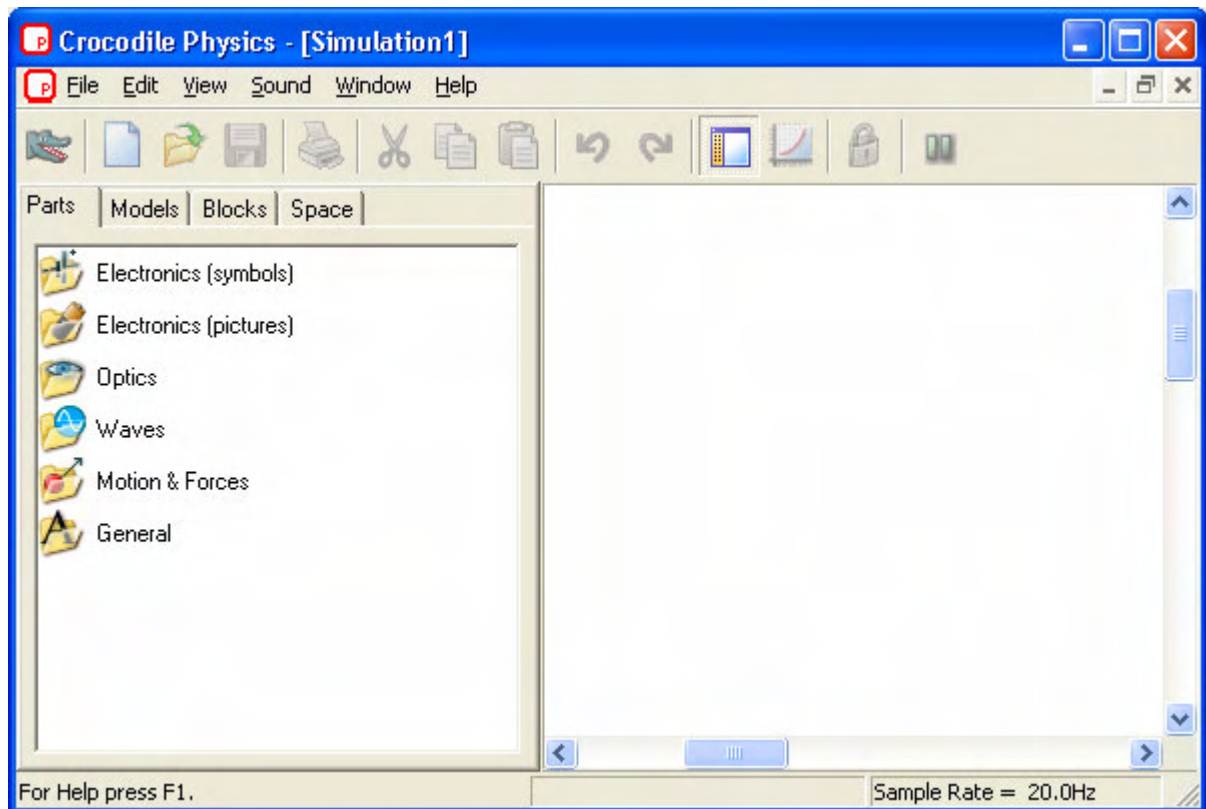 Crocodile Physics - [Simulation1]
File Edit View Sound Window Help
Parts Models Blocks Space
Electronics (symbols)
Electronics (pictures)
Optics
Waves
Motion & Forces
General
For Help press F1. Sample Rate = 20.0Hz